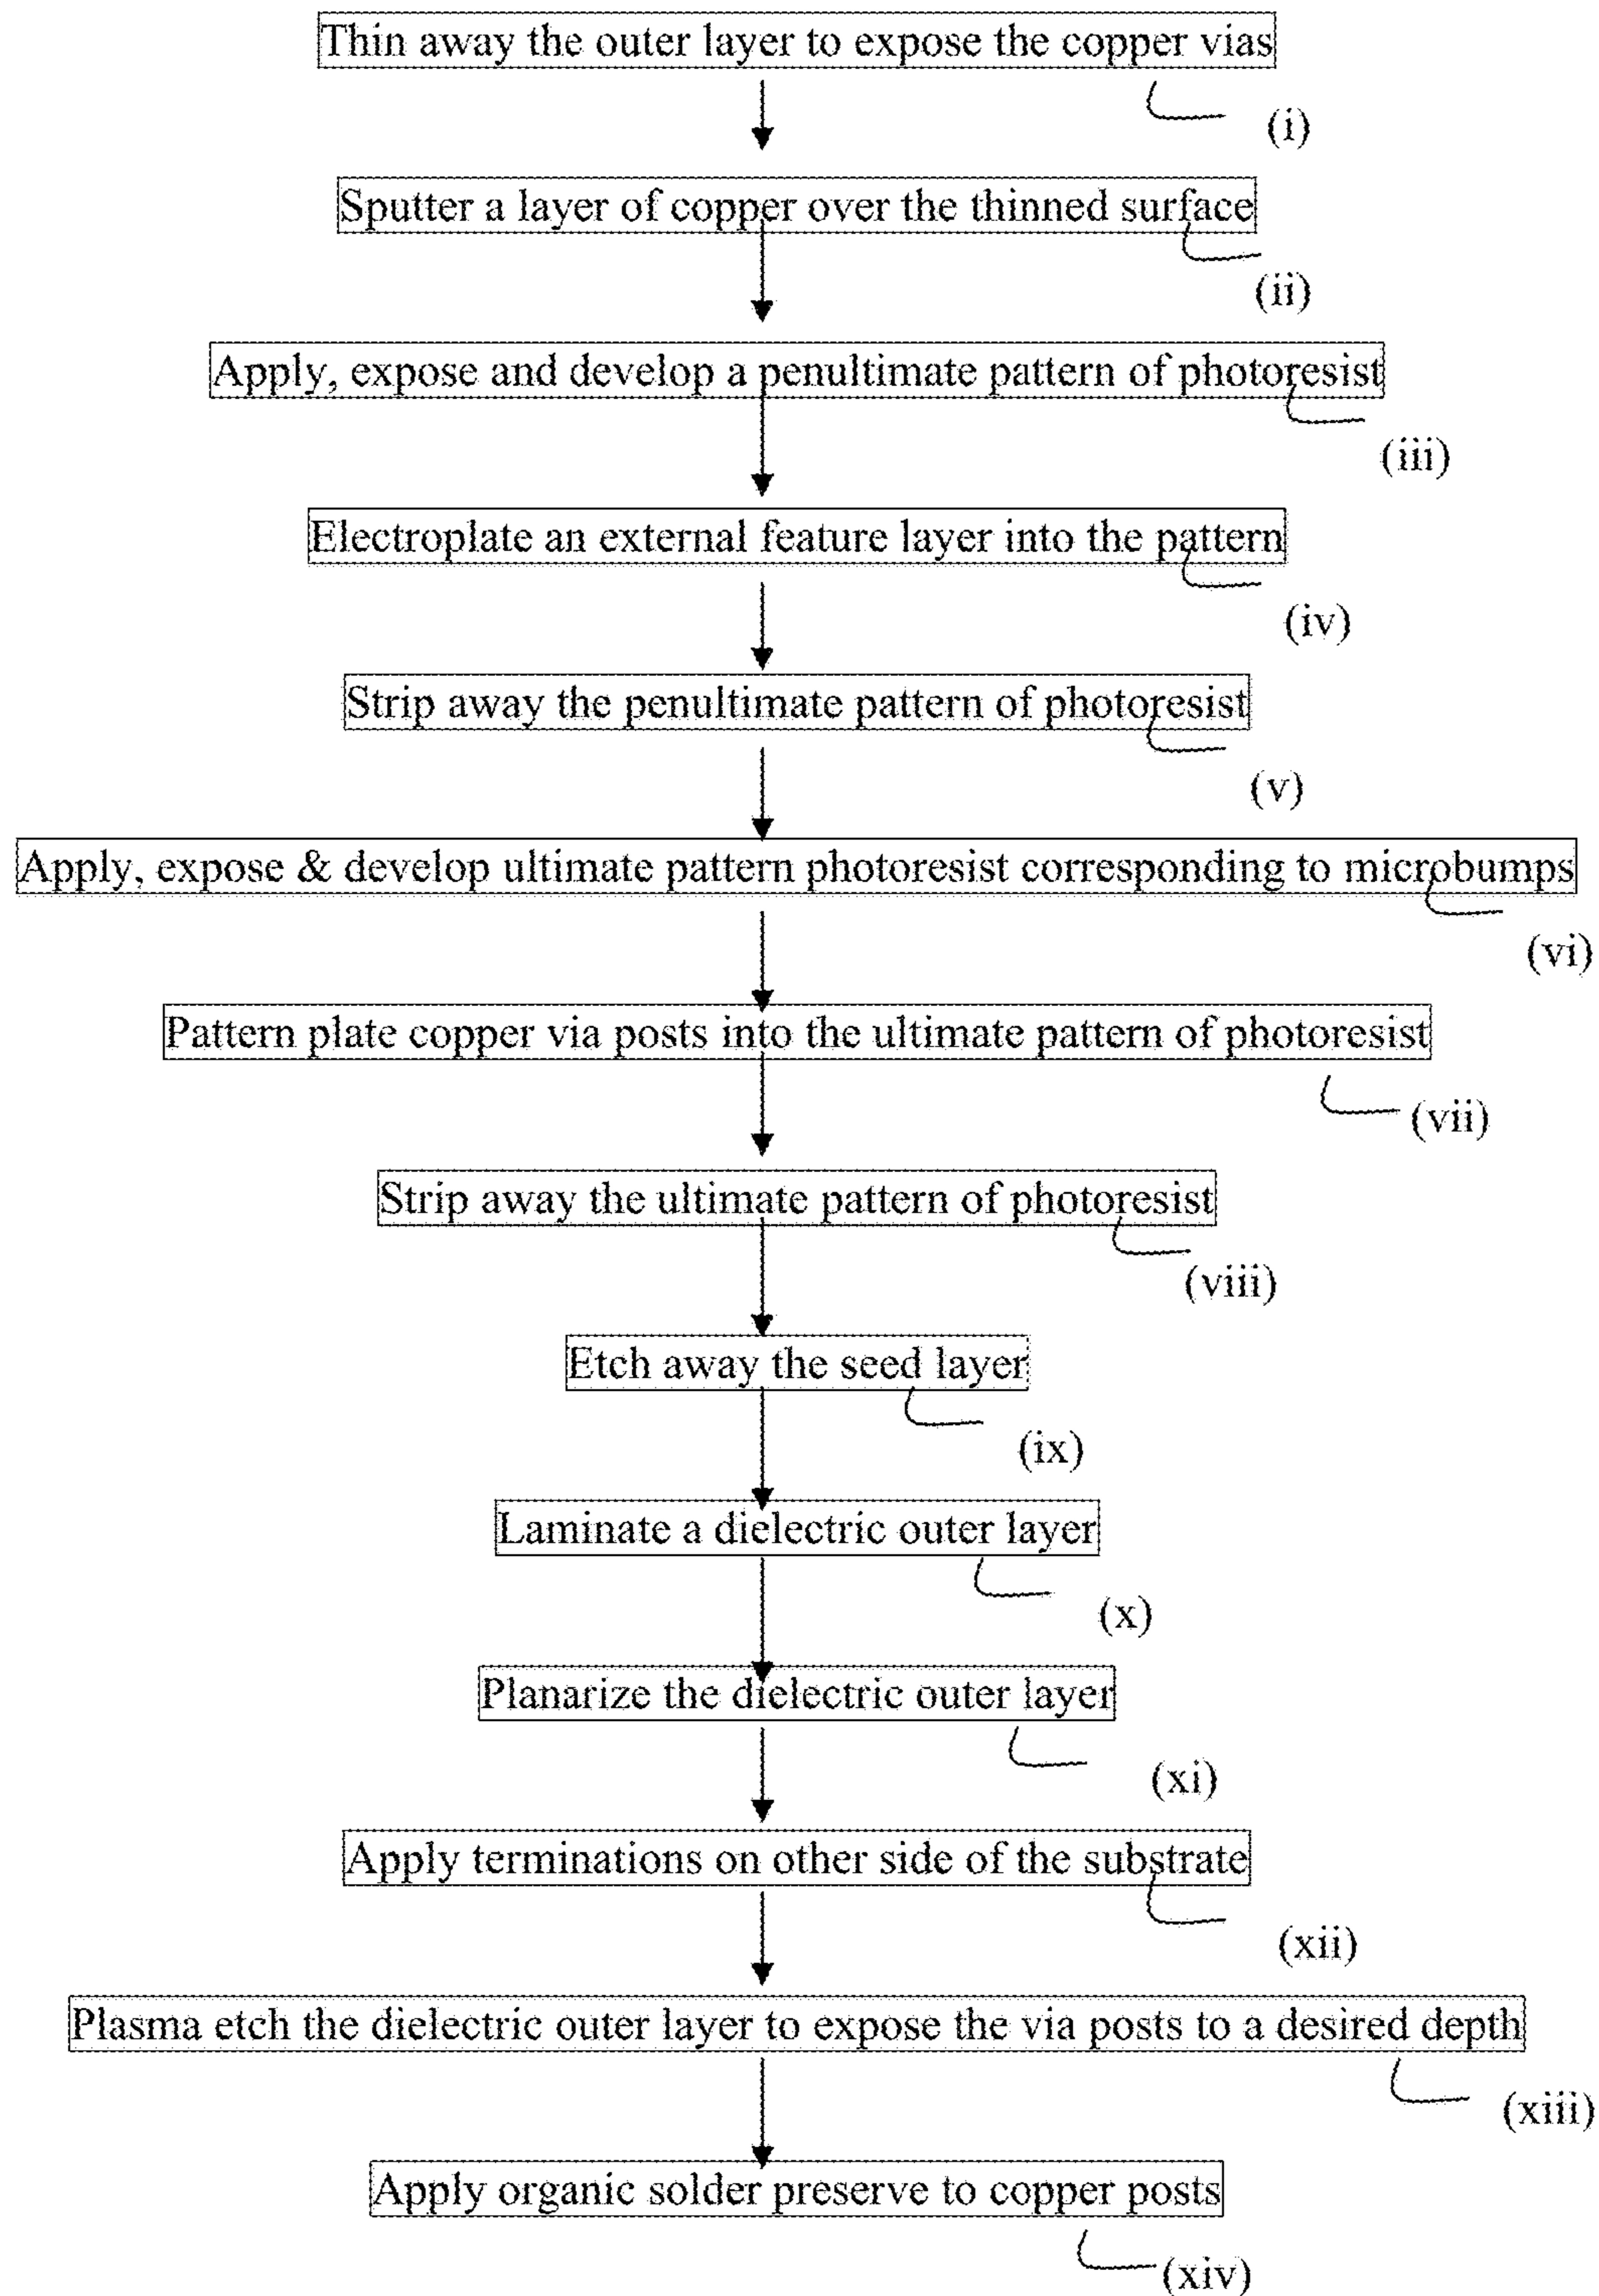 Thin away the outer layer to expose the copper vias
(i)
Sputter a layer of copper over the thinned surface
(ii)
Apply, expose and develop a penultimate pattern of photoresist
(iii)
Electroplate an external feature layer into the pattern
(iv)
Strip away the penultimate pattern of photoresist
(v)
Apply, expose & develop ultimate pattern photoresist corresponding to microbumps
(vi)
Pattern plate copper via posts into the ultimate pattern of photoresist
(vii)
Strip away the ultimate pattern of photoresist
(viii)
Etch away the seed layer
(ix)
Laminate a dielectric outer layer
(x)
Planarize the dielectric outer layer
(xi)
Apply terminations on other side of the substrate
(xii)
Plasma etch the dielectric outer layer to expose the via posts to a desired depth
(xiii)
Apply organic solder preserve to copper posts
(xiv)